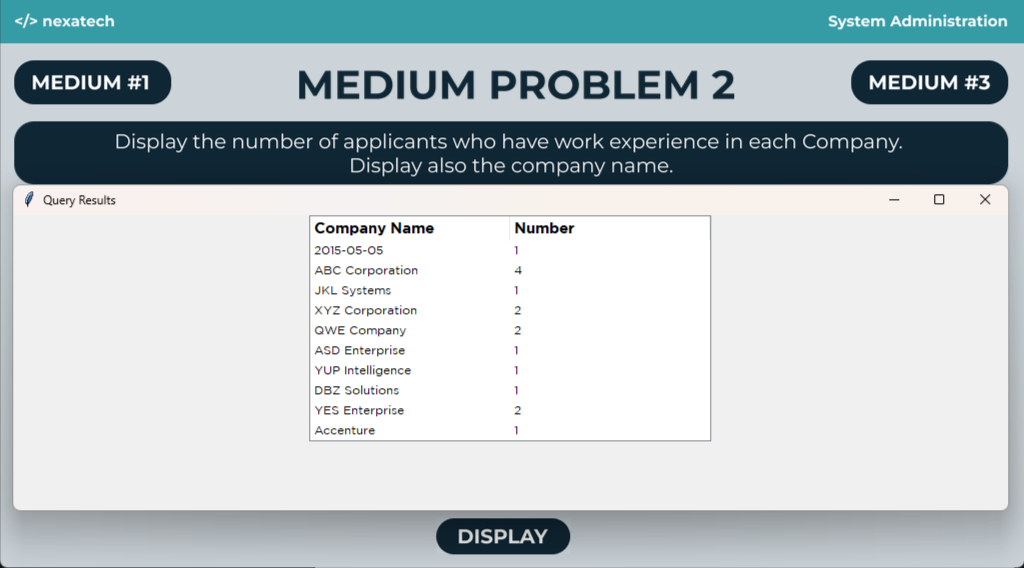 </> nexatech System Administration
MEDIUM #1 MEDIUM PROBLEM 2 MEDIUM #3
Display the number of applicants who have work experience in each Company.
Display also the company name.
Query Results
Company Name Number
2015-05-05 1
ABC Corporation 4
JKL Systems 1
XYZ Corporation 2
QWE Company 2
ASD Enterprise 1
YUP Intelligence 1
DBZ Solutions 1
YES Enterprise 2
Accenture 1
DISPLAY